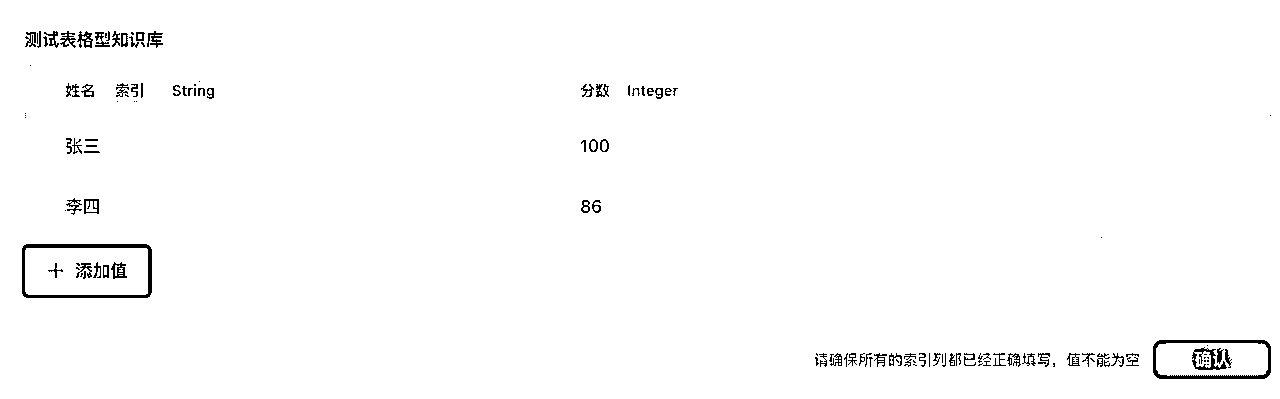 测试表格型知识库
姓名 索引 String 分数 Integer
张三 100
李四 86
+ 添加值
请确保所有的索引列都已经正确填写，值不能为空 确认